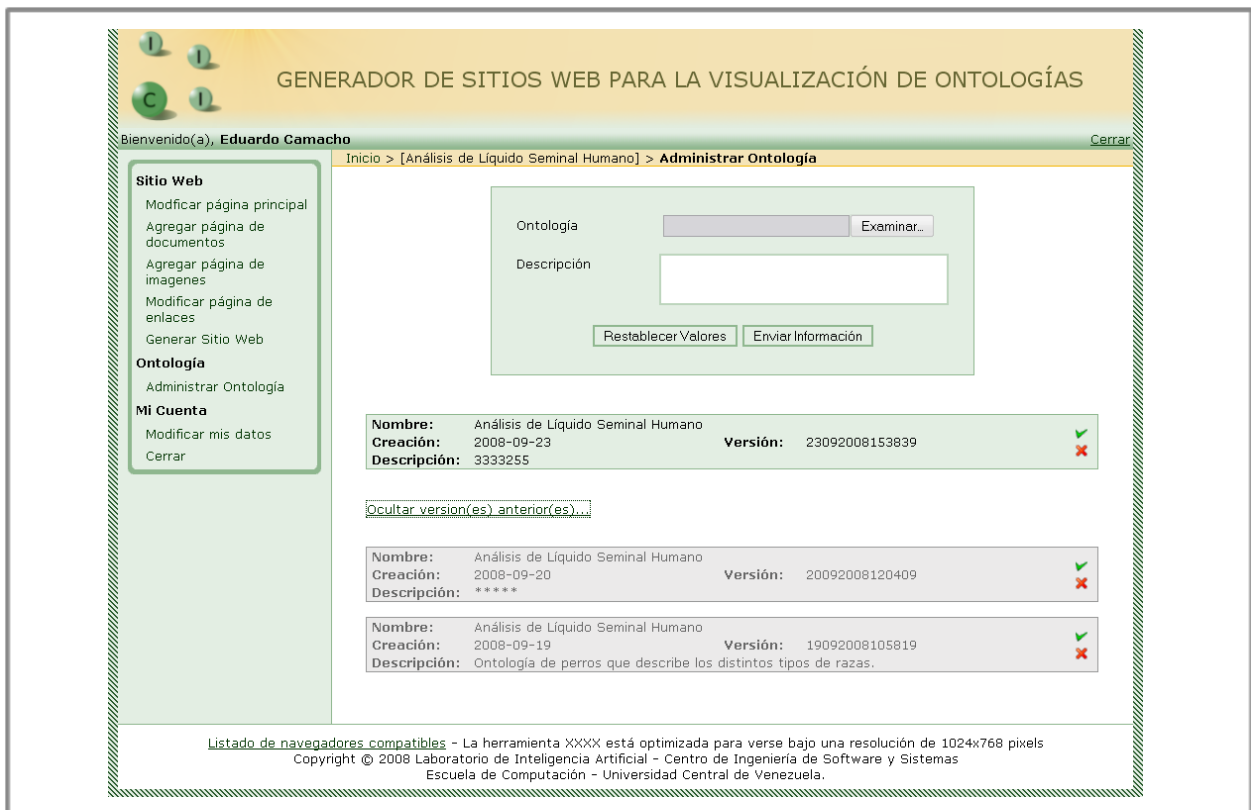 I
I
C
I
GENERADOR DE SITIOS WEB PARA LA VISUALIZACIÓN DE ONTOLOGÍAS
Bienvenido(a), Eduardo Camacho
Cerrar
Inicio > [Análisis de Líquido Seminal Humano] > Administrar Ontología
Sitio Web
Modficar página principal
Agregar página de
documentos
Agregar página de
imagenes
Modificar página de
enlaces
Generar Sitio Web
Ontología
Administrar Ontología
Mi Cuenta
Modificar mis datos
Cerrar
Ontología
Examinar...
Descripción
Restablecer Valores
Enviar Información
Nombre: Análisis de Líquido Seminal Humano
Creación: 2008-09-23 Versión: 23092008153839
Descripción: 3333255
Ocultar version(es) anterior(es)...
Nombre: Análisis de Líquido Seminal Humano
Creación: 2008-09-20 Versión: 20092008120409
Descripción: *****
Nombre: Análisis de Líquido Seminal Humano
Creación: 2008-09-19 Versión: 19092008105819
Descripción: Ontología de perros que describe los distintos tipos de razas.
Listado de navegadores compatibles - La herramienta XXXX está optimizada para verse bajo una resolución de 1024x768 pixels
Copyright © 2008 Laboratorio de Inteligencia Artificial - Centro de Ingeniería de Software y Sistemas
Escuela de Computación - Universidad Central de Venezuela.